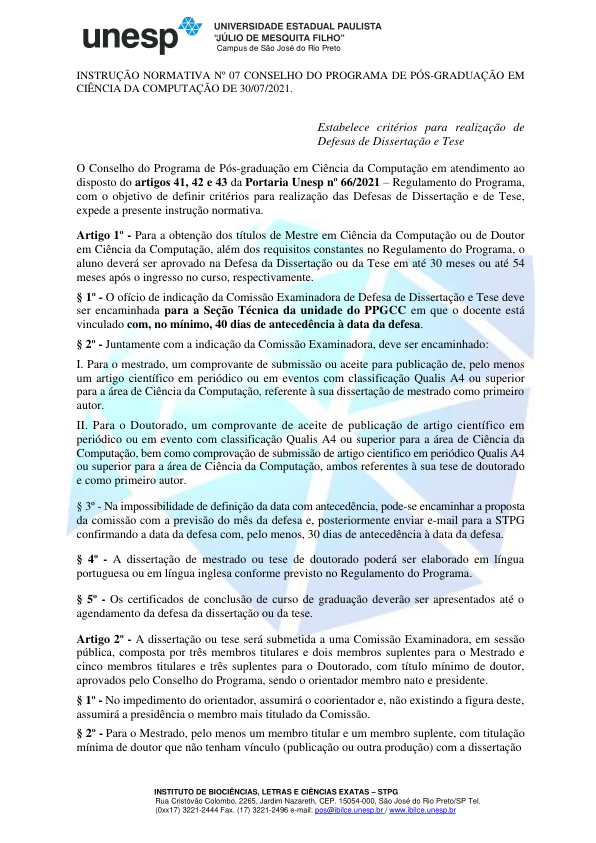 unesp
UNIVERSIDADE ESTADUAL PAULISTA
“JÚLIO DE MESQUITA FILHO”
Campus de São José do Rio Preto
INSTRUÇÃO NORMATIVA Nº 07 CONSELHO DO PROGRAMA DE PÓS-GRADUAÇÃO EM
CIÊNCIA DA COMPUTAÇÃO DE 30/07/2021.
Estabelece critérios para realização de
Defesas de Dissertação e Tese
O Conselho do Programa de Pós-graduação em Ciência da Computação em atendimento ao
disposto do artigos 41, 42 e 43 da Portaria Unesp nº 66/2021 – Regulamento do Programa,
com o objetivo de definir critérios para realização das Defesas de Dissertação e de Tese,
expede a presente instrução normativa.
Artigo 1º - Para a obtenção dos títulos de Mestre em Ciência da Computação ou de Doutor
em Ciência da Computação, além dos requisitos constantes no Regulamento do Programa, o
aluno deverá ser aprovado na Defesa da Dissertação ou da Tese em até 30 meses ou até 54
meses após o ingresso no curso, respectivamente.
§ 1º - O ofício de indicação da Comissão Examinadora de Defesa de Dissertação e Tese deve
ser encaminhada para a Seção Técnica da unidade do PPGCC em que o docente está
vinculado com, no mínimo, 40 dias de antecedência à data da defesa.
§ 2º - Juntamente com a indicação da Comissão Examinadora, deve ser encaminhado:
I. Para o mestrado, um comprovante de submissão ou aceite para publicação de, pelo menos
um artigo científico em periódico ou em eventos com classificação Qualis A4 ou superior
para a área de Ciência da Computação, referente à sua dissertação de mestrado como primeiro
autor.
II. Para o Doutorado, um comprovante de aceite de publicação de artigo científico em
periódico ou em evento com classificação Qualis A4 ou superior para a área de Ciência da
Computação, bem como comprovação de submissão de artigo cientifico em periódico Qualis A4
ou superior para a área de Ciência da Computação, ambos referentes à sua tese de doutorado
e como primeiro autor.
§ 3º - Na impossibilidade de definição da data com antecedência, pode-se encaminhar a proposta
da comissão com a previsão do mês da defesa e, posteriormente enviar e-mail para a STPG
confirmando a data da defesa com, pelo menos, 30 dias de antecedência à data da defesa.
§ 4º - A dissertação de mestrado ou tese de doutorado poderá ser elaborado em língua
portuguesa ou em língua inglesa conforme previsto no Regulamento do Programa.
§ 5º - Os certificados de conclusão de curso de graduação deverão ser apresentados até o
agendamento da defesa da dissertação ou da tese.
Artigo 2º - A dissertação ou tese será submetida a uma Comissão Examinadora, em sessão
pública, composta por três membros titulares e dois membros suplentes para o Mestrado e
cinco membros titulares e três suplentes para o Doutorado, com título mínimo de doutor,
aprovados pelo Conselho do Programa, sendo o orientador membro nato e presidente.
§ 1º - No impedimento do orientador, assumirá o coorientador e, não existindo a figura deste,
assumirá a presidência o membro mais titulado da Comissão.
§ 2º - Para o Mestrado, pelo menos um membro titular e um membro suplente, com titulação
mínima de doutor que não tenham vínculo (publicação ou outra produção) com a dissertação
INSTITUTO DE BIOCIÊNCIAS, LETRAS E CIÊNCIAS EXATAS – STPG
Rua Cristóvão Colombo, 2265, Jardim Nazareth, CEP. 15054-000, São José do Rio Preto/SP Tel.
(0xx17) 3221-2444 Fax. (17) 3221-2496 e-mail: pos@ibilce.unesp.br / www.ibilce.unesp.br